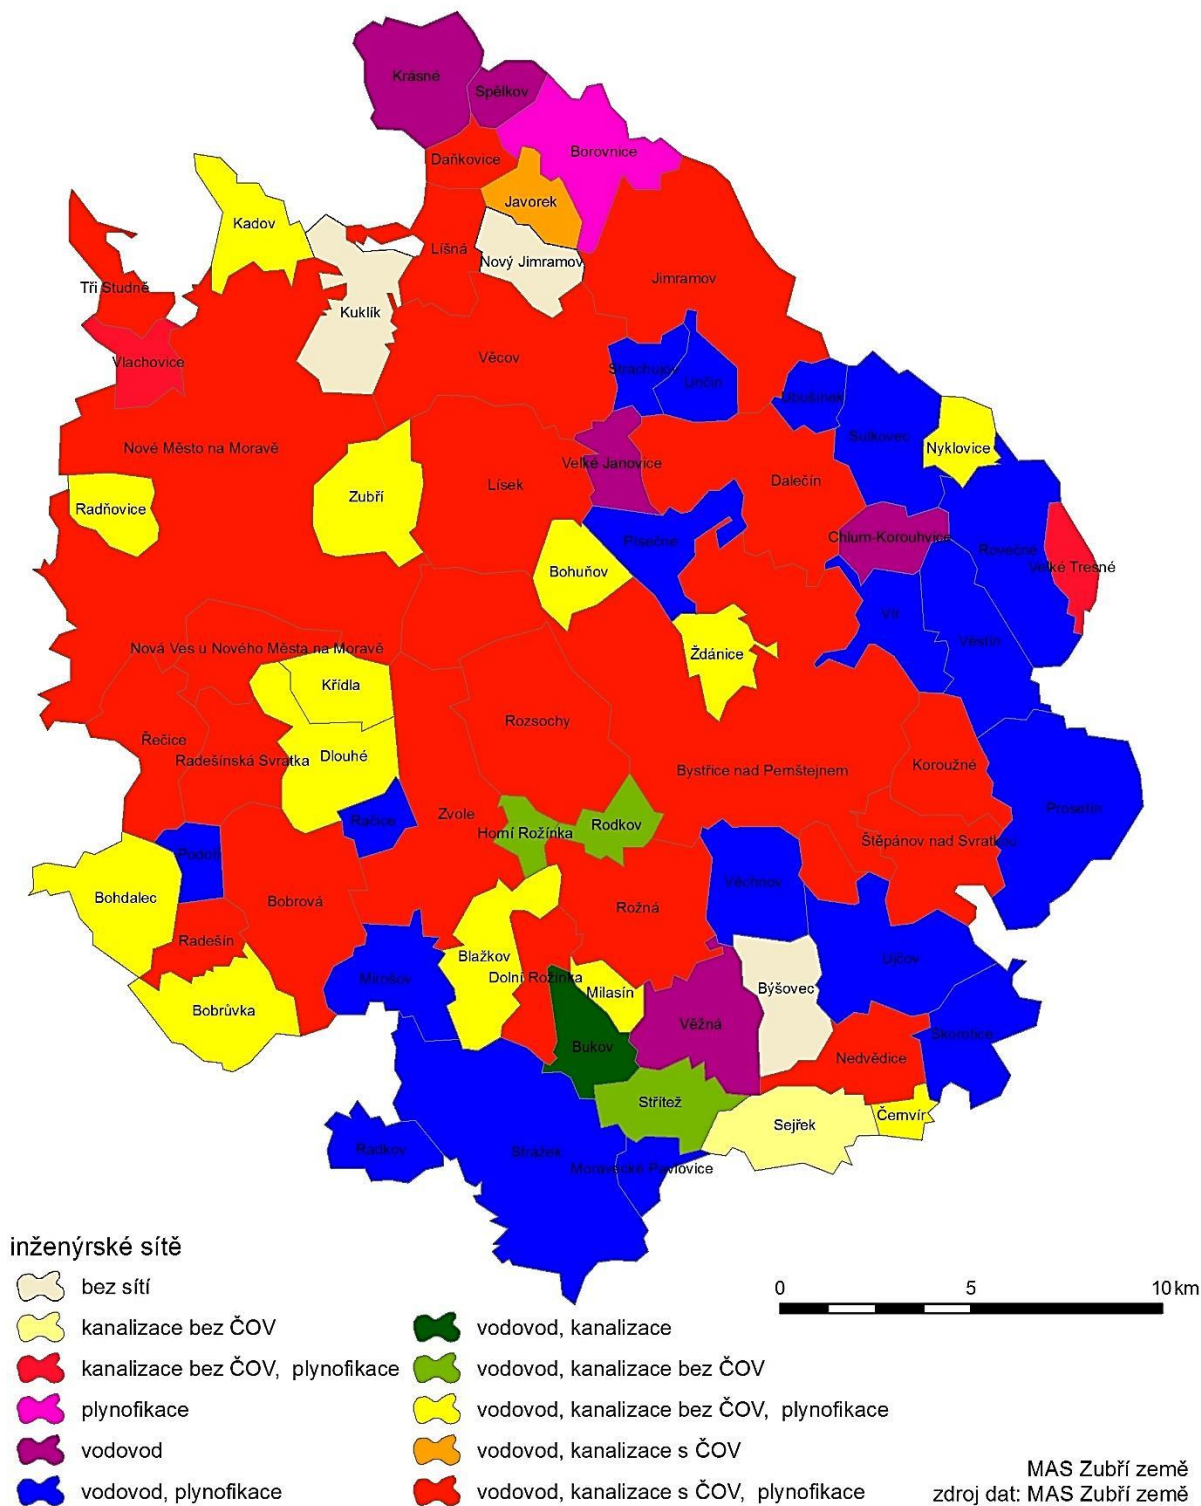 Krásné
Spělkov
Daňkovice
Borovnice
Javorek
Kadov
Líšná
Nový Jimramov
Jimramov
Tři Studně
Kuklík
Vlachovice
Věcov
Strachujov
Unčín
Ubušínek
Sulkovec
Nové Město na Moravě
Nyklovice
Velké Janovice
Zubří
Lísek
Dalečín
Radňovice
Písečné
Chlum-Korouhvice
Rovečné
Velké Tresné
Bohuňov
Vír
Věstín
Nová Ves u Nového Města na Moravě
Ždánice
Křídla
Rozsochy
Řečice
Radešínská Svratka
Dlouhé
Bystřice nad Pernštejnem
Koroužné
Prosetín
Račice
Zvole
Horní Rožínka
Rodkov
Štěpánov nad Svratkou
Podolí
Věchnov
Bohdalec
Bobrová
Rožná
Radešín
Blažkov
Ujčov
Mirošov
Dolní Rožínka
Milasín
Býšovec
Bobrůvka
Věžná
Škorotice
Bukov
Nedvědice
Střítež
Černvír
Sejřek
Radkov
Strážek
Moravecké Pavlovice
inženýrské sítě
bez sítí
kanalizace bez ČOV
kanalizace bez ČOV, plynofikace
plynofikace
vodovod
vodovod, plynofikace
vodovod, kanalizace
vodovod, kanalizace bez ČOV
vodovod, kanalizace bez ČOV, plynofikace
vodovod, kanalizace s ČOV
vodovod, kanalizace s ČOV, plynofikace
0 5 10 km
MAS Zubří země
zdroj dat: MAS Zubří země